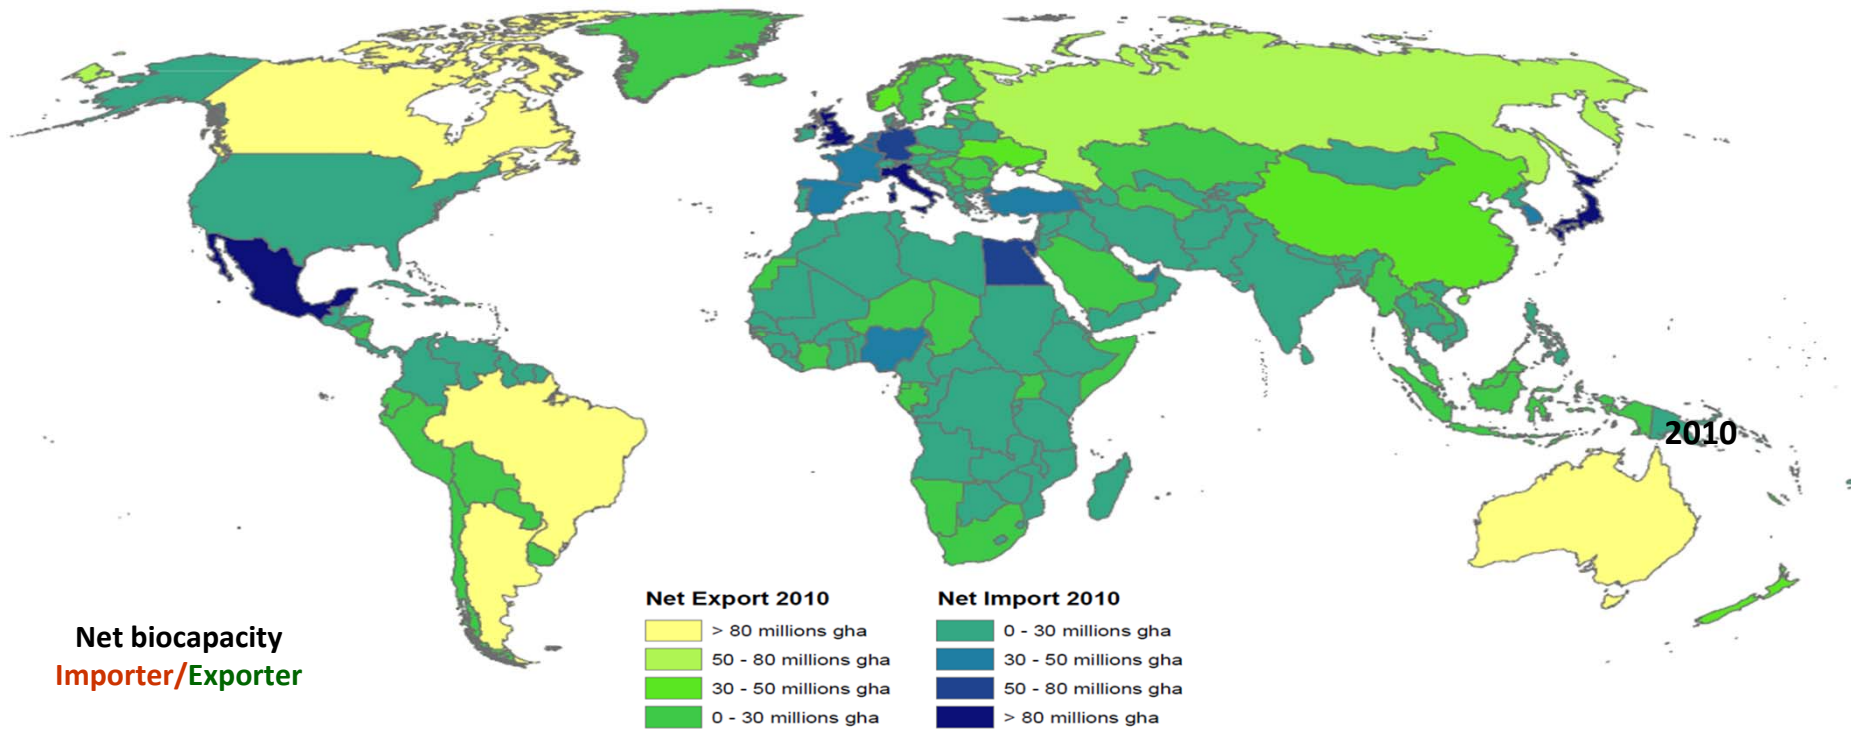 2010
Net biocapacity
Importer/Exporter
Net Export 2010
> 80 millions gha
50 - 80 millions gha
30 - 50 millions gha
0 - 30 millions gha
Net Import 2010
0 - 30 millions gha
30 - 50 millions gha
50 - 80 millions gha
> 80 millions gha